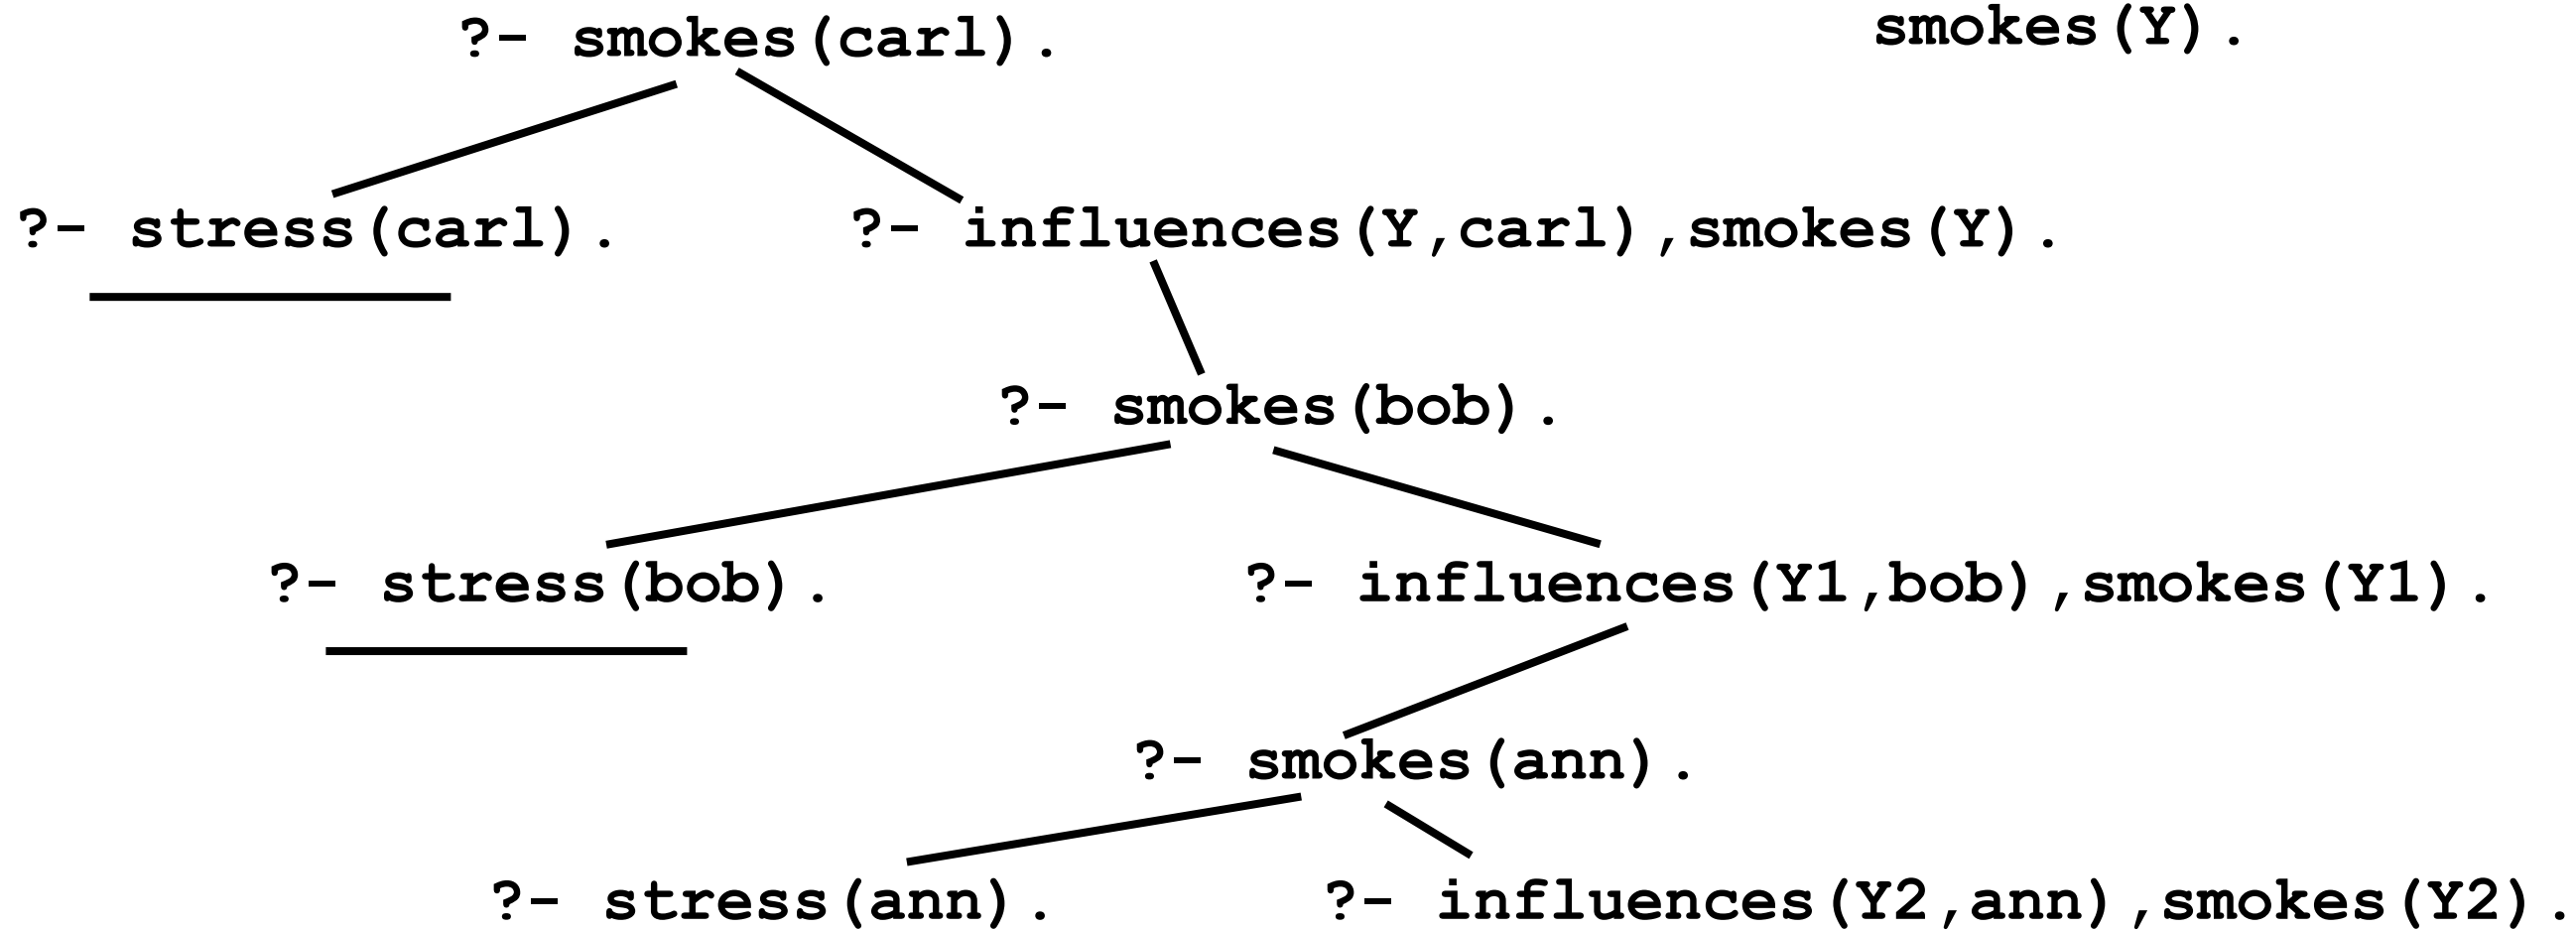 ?- smokes(carl).
smokes(Y).
?- stress(carl).
?- influences(Y,carl),smokes(Y).
?- smokes(bob).
?- stress(bob).
?- influences(Y1,bob),smokes(Y1).
?- smokes(ann).
?- stress(ann).
?- influences(Y2,ann),smokes(Y2).